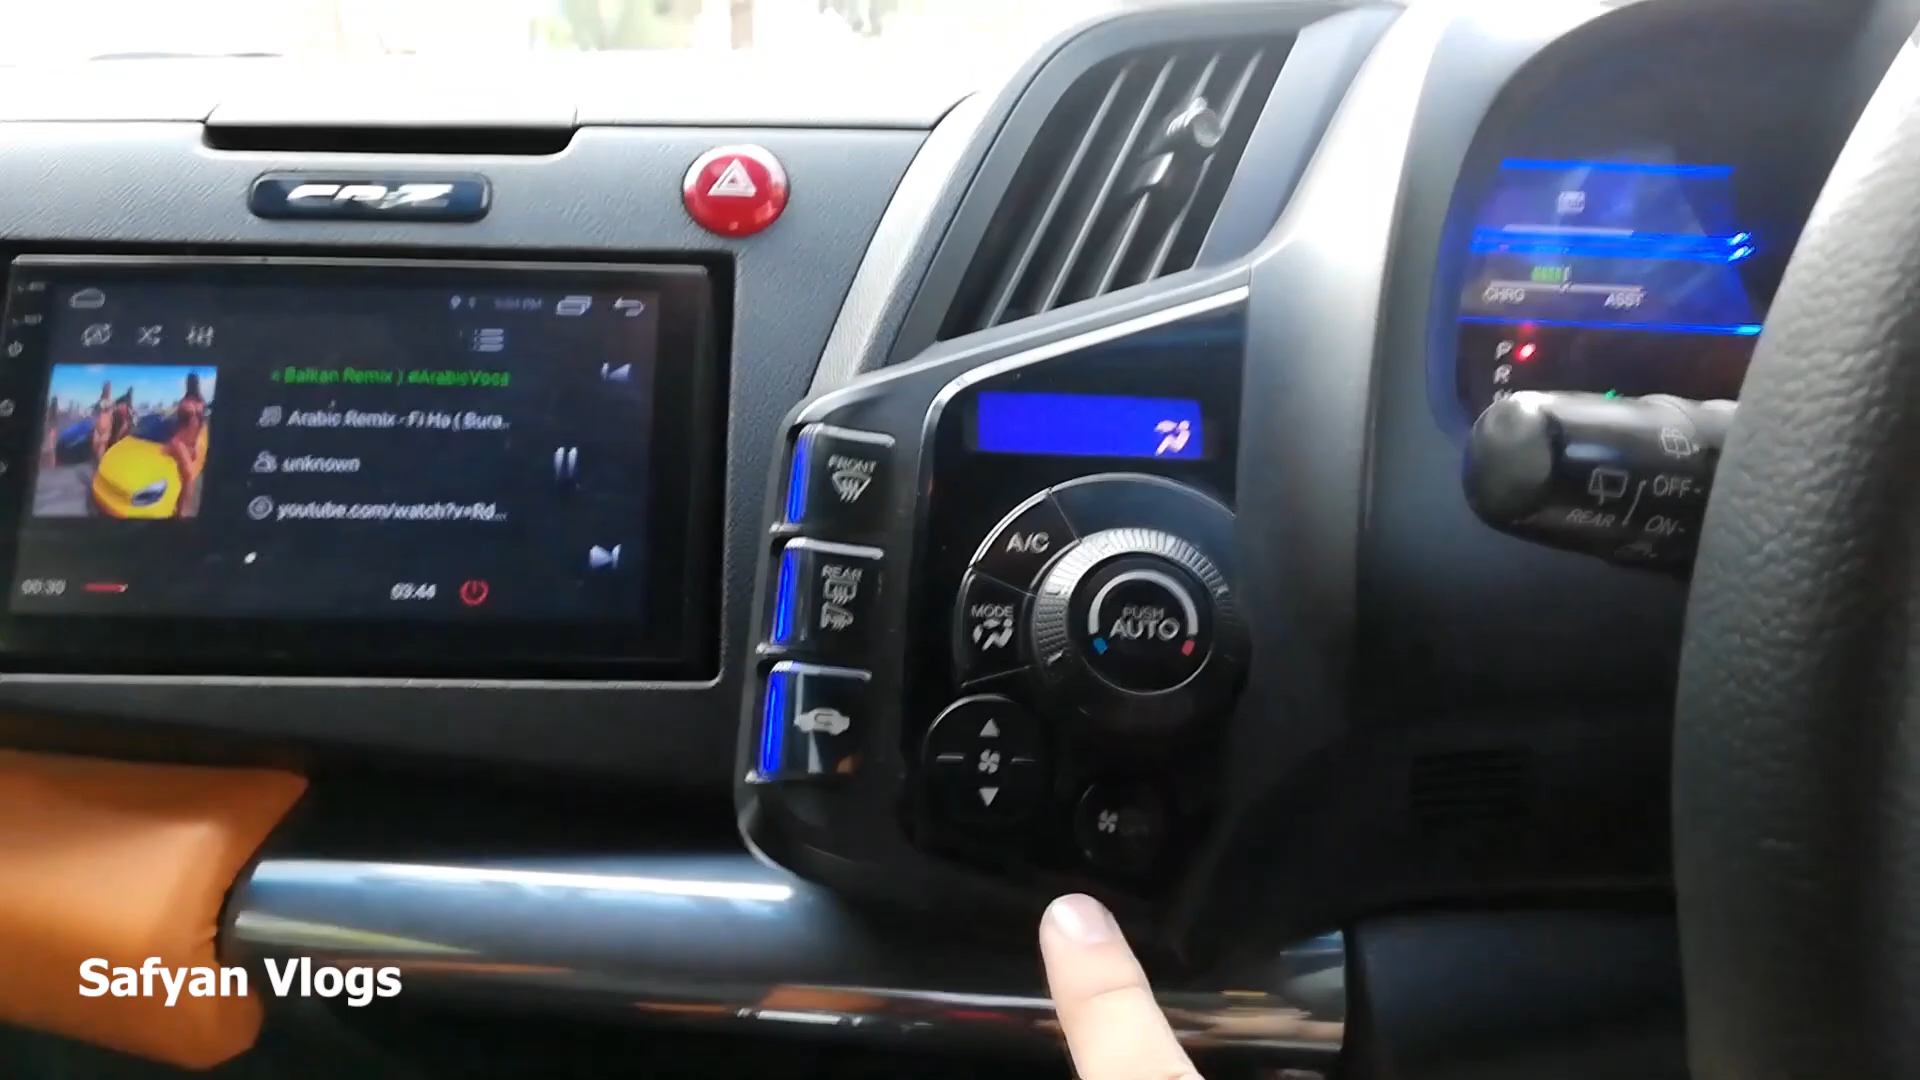 CR-Z
« Balkan Remix ) #ArabicVoca
Arabic Remix - Fi Ha ( Bura..
unknown
youtube.com/watch?v=Rd...
00:30
03:44
FRONT
REAR
A/C
MODE
PUSH
AUTO
CHRG
ASST
P
R
OFF-
REAR
ON-
Safyan Vlogs